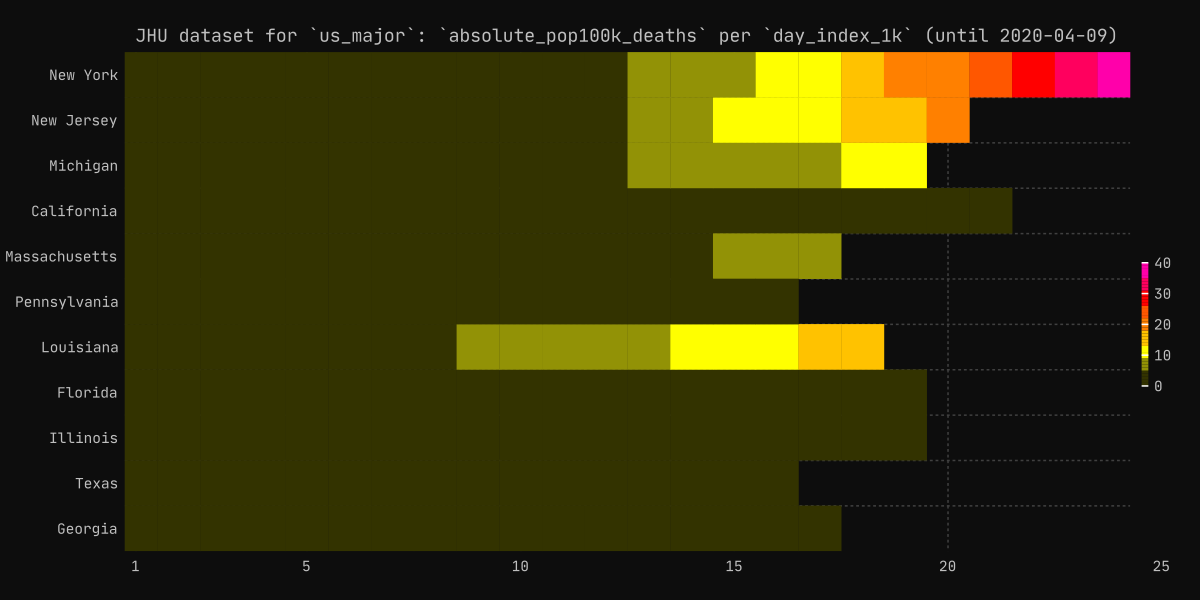 JHU dataset for `us_major`: `absolute_pop100k_deaths` per `day_index_1k` (until 2020-04-09)
New York
New Jersey
Michigan
California
Massachusetts
Pennsylvania
Louisiana
Florida
Illinois
Texas
Georgia
40
30
20
10
0
1 5 10 15 20 25